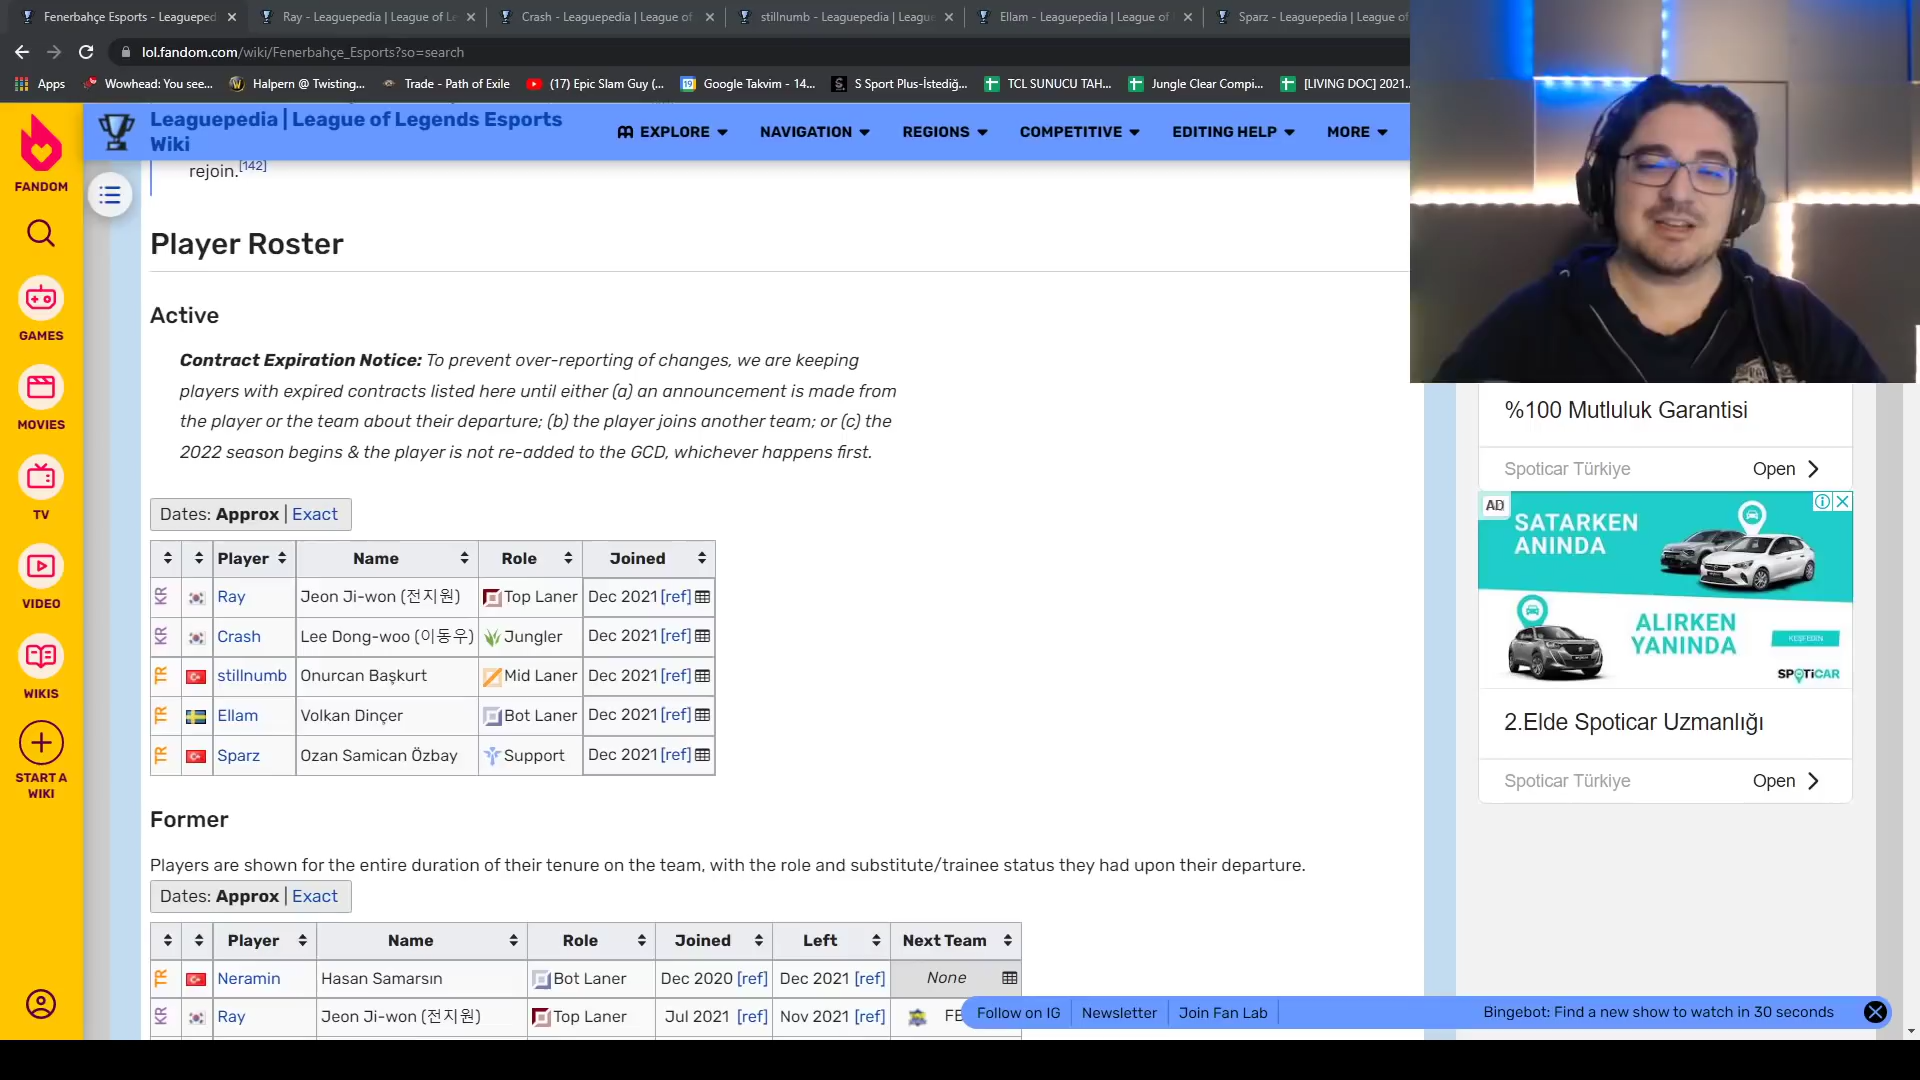 Fenerbahçe Esports - Leagueped
Ray - Leaguepedia | League of Le
Crash - Leaguepedia | League of
stillnumb - Leaguepedia | League
Ellam - Leaguepedia | League of
Sparz - Leaguepedia | League of
lol.fandom.com/wiki/Fenerbahçe_Esports?so=search
Apps
Wowhead: You see...
Halpern @ Twisting...
Trade - Path of Exile
(17) Epic Slam Guy (...
Google Takvim - 14...
S Sport Plus-İstediğ...
TCL SUNUCU TAH...
Jungle Clear Compi...
[LIVING DOC] 2021...
Leaguepedia | League of Legends Esports
Wiki
EXPLORE
NAVIGATION
REGIONS
COMPETITIVE
EDITING HELP
MORE
FANDOM
GAMES
MOVIES
TV
VIDEO
WIKIS
START A
WIKI
rejoin.[142]
Player Roster
Active
Contract Expiration Notice: To prevent over-reporting of changes, we are keeping
players with expired contracts listed here until either (a) an announcement is made from
the player or the team about their departure; (b) the player joins another team; or (c) the
2022 season begins & the player is not re-added to the GCD, whichever happens first.
Dates: Approx | Exact
Player Name Role Joined
KR Ray Jeon Ji-won (전지원) Top Laner Dec 2021 [ref]
KR Crash Lee Dong-woo (이동우) Jungler Dec 2021 [ref]
TR stillnumb Onurcan Başkurt Mid Laner Dec 2021 [ref]
TR Ellam Volkan Dinçer Bot Laner Dec 2021 [ref]
TR Sparz Ozan Samican Özbay Support Dec 2021 [ref]
Former
Players are shown for the entire duration of their tenure on the team, with the role and substitute/trainee status they had upon their departure.
Dates: Approx | Exact
Player Name Role Joined Left Next Team
TR Neramin Hasan Samarsın Bot Laner Dec 2020 [ref] Dec 2021 [ref] None
KR Ray Jeon Ji-won (전지원) Top Laner Jul 2021 [ref] Nov 2021 [ref] FB
%100 Mutluluk Garantisi
Spoticar Türkiye
Open
AD
SATARKEN
ANINDA
ALIRKEN
YANINDA
KEŞFEDİN
SPOTiCAR
2.Elde Spoticar Uzmanlığı
Spoticar Türkiye
Open
Follow on IG
Newsletter
Join Fan Lab
Bingebot: Find a new show to watch in 30 seconds